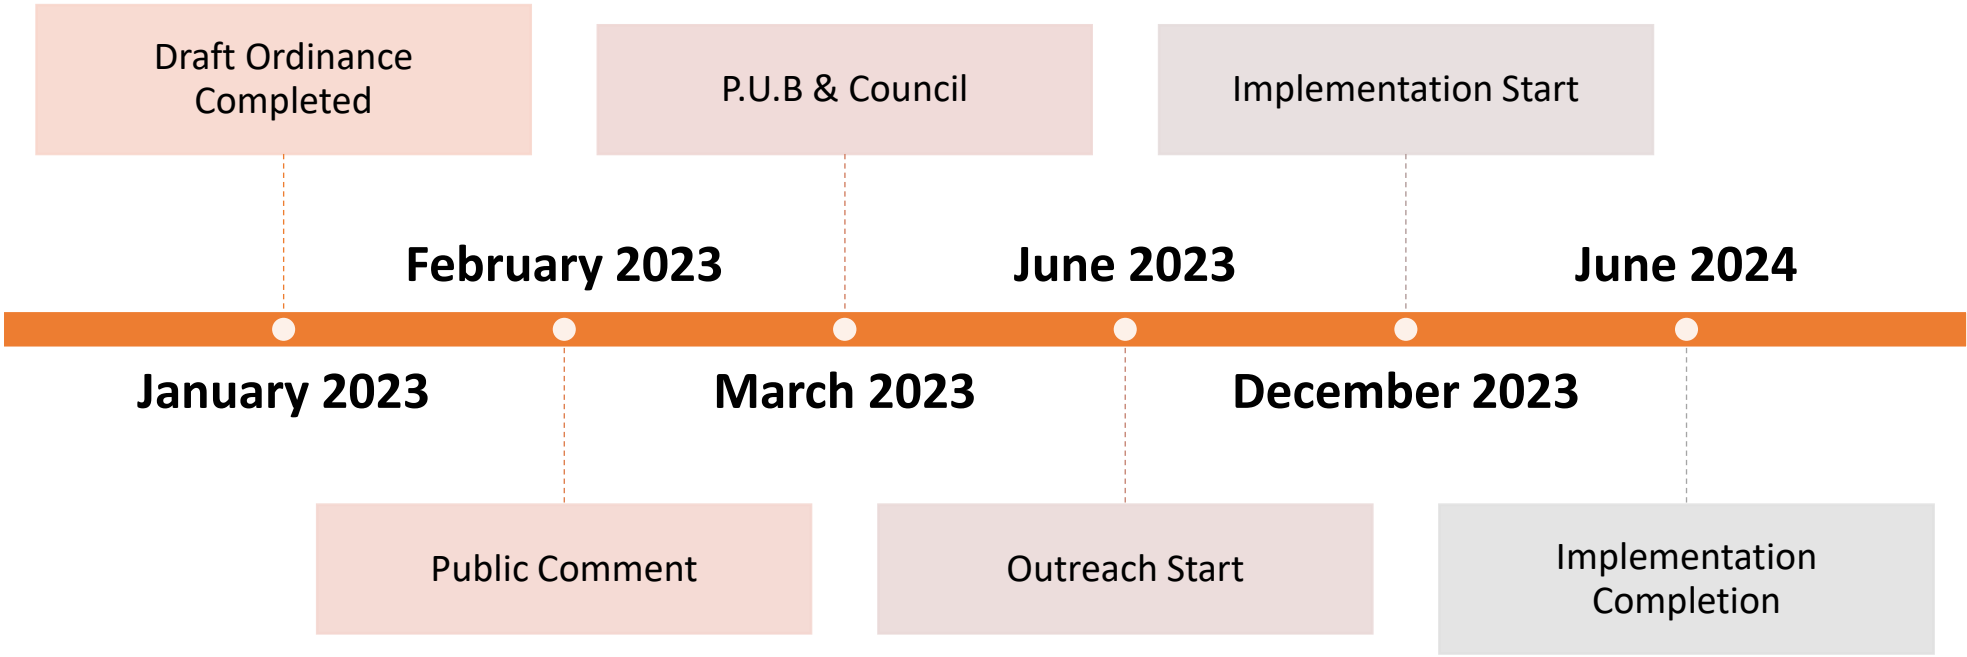 Draft Ordinance
Completed
P.U.B & Council
Implementation Start
February 2023
June 2023
June 2024
January 2023
March 2023
December 2023
Public Comment
Outreach Start
Implementation
Completion